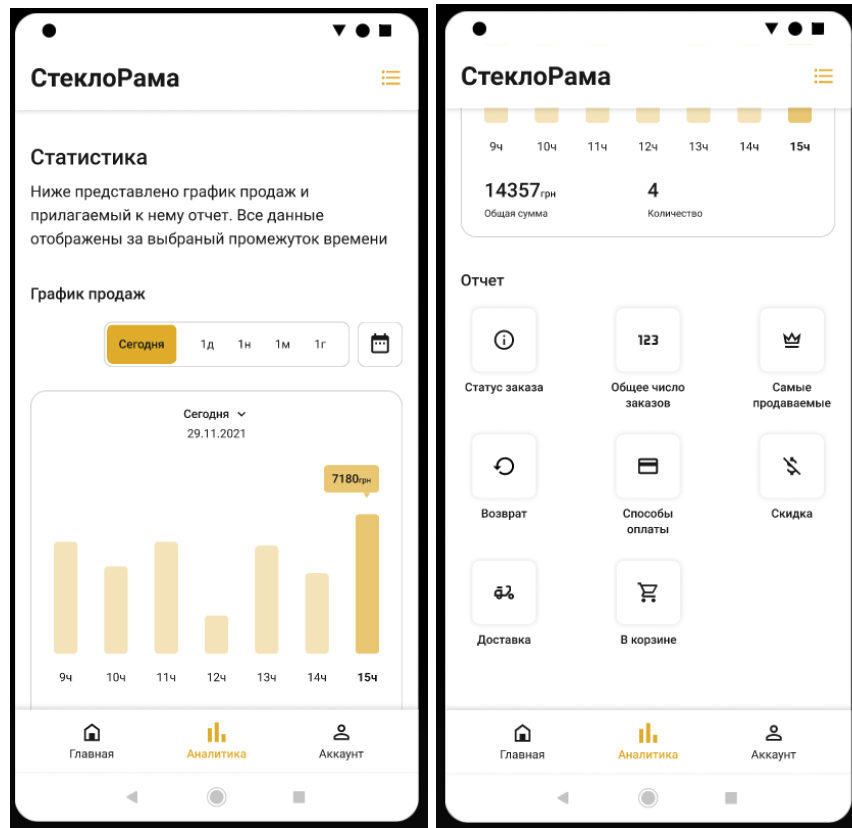 СтеклоРама
Статистика
Ниже представлено график продаж и
прилагаемый к нему отчет. Все данные
отображены за выбраный промежуток времени
График продаж
Сегодня 1д 1н 1м 1г
Сегодня
29.11.2021
7180грн
9ч 10ч 11ч 12ч 13ч 14ч 15ч
Главная Аналитика Аккаунт
СтеклоРама
9ч 10ч 11ч 12ч 13ч 14ч 15ч
14357грн 4
Общая сумма Количество
Отчет
123
Статус заказа Общее число Самые
заказов продаваемые
Возврат Способы Скидка
оплаты
Доставка В корзине
Главная Аналитика Аккаунт